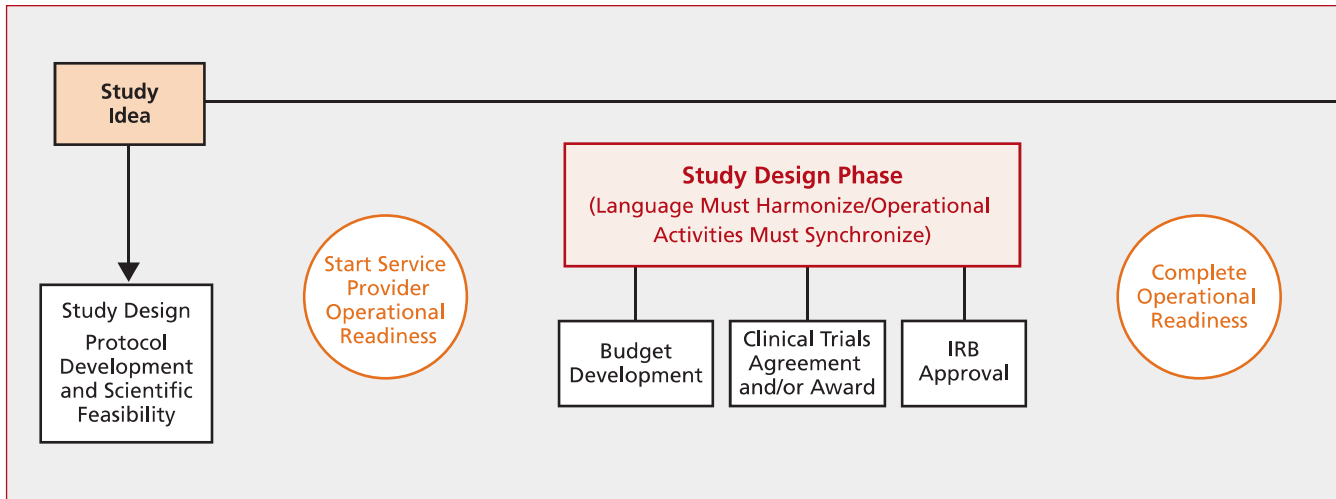 Study
Idea
Study Design
Protocol
Development
and Scientific
Feasibility
Start Service
Provider
Operational
Readiness
Study Design Phase
(Language Must Harmonize/Operational
Activities Must Synchronize)
Budget
Development
Clinical Trials
Agreement
and/or Award
IRB
Approval
Complete
Operational
Readiness